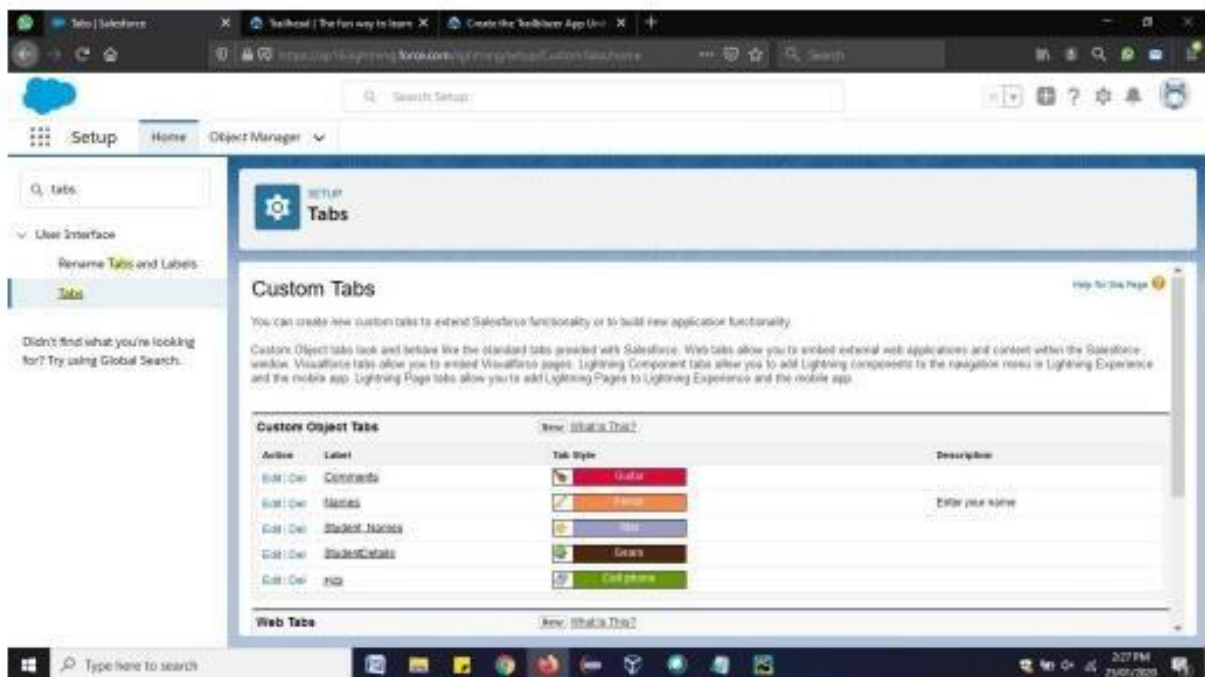 Tabs | Salesforce
Trailhead | The fun way to learn
Create the Trailblazer App Unit
force.com
Search
Search Setup
Setup
Home
Object Manager
tabs
User Interface
Rename Tabs and Labels
Tabs
Didn't find what you're looking
for? Try using Global Search.
SETUP
Tabs
Custom Tabs
Help for this Page
You can create new custom tabs to extend Salesforce functionality or to build new application functionality.
Custom Object tabs look and behave like the standard tabs provided with Salesforce. Web tabs allow you to embed external web applications and content within the Salesforce
window. Visualforce tabs allow you to embed Visualforce pages. Lightning Component tabs allow you to add Lightning components to the navigation menu in Lightning Experience
and the mobile app. Lightning Page tabs allow you to add Lightning Pages to Lightning Experience and the mobile app.
Custom Object Tabs New What Is This?
Action Label Tab Style Description
Edit | Del Comments Guitar
Edit | Del Names Enter your name
Edit | Del Student_Names
Edit | Del StudentDetails Gears
Edit | Del Cell phone
Web Tabs New What Is This?
Type here to search
2:27 PM